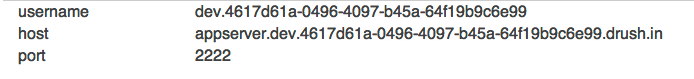 username dev.4617d61a-0496-4097-b45a-64f19b9c6e99
host appserver.dev.4617d61a-0496-4097-b45a-64f19b9c6e99.drush.in
port 2222